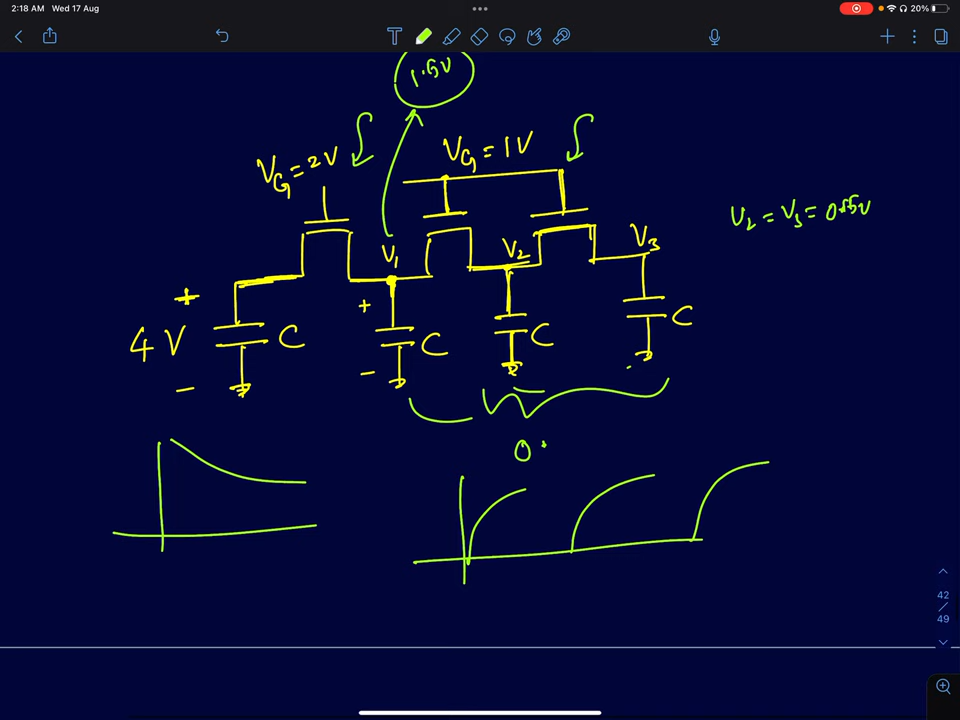 2:18 AM Wed 17 Aug
20%
T
1.5V
VG=2V
VG=1V
V2 = V3 = 0.5V
V1
V2
V3
+
+
4 V
C
C
C
C
-
-
0
42
/
49